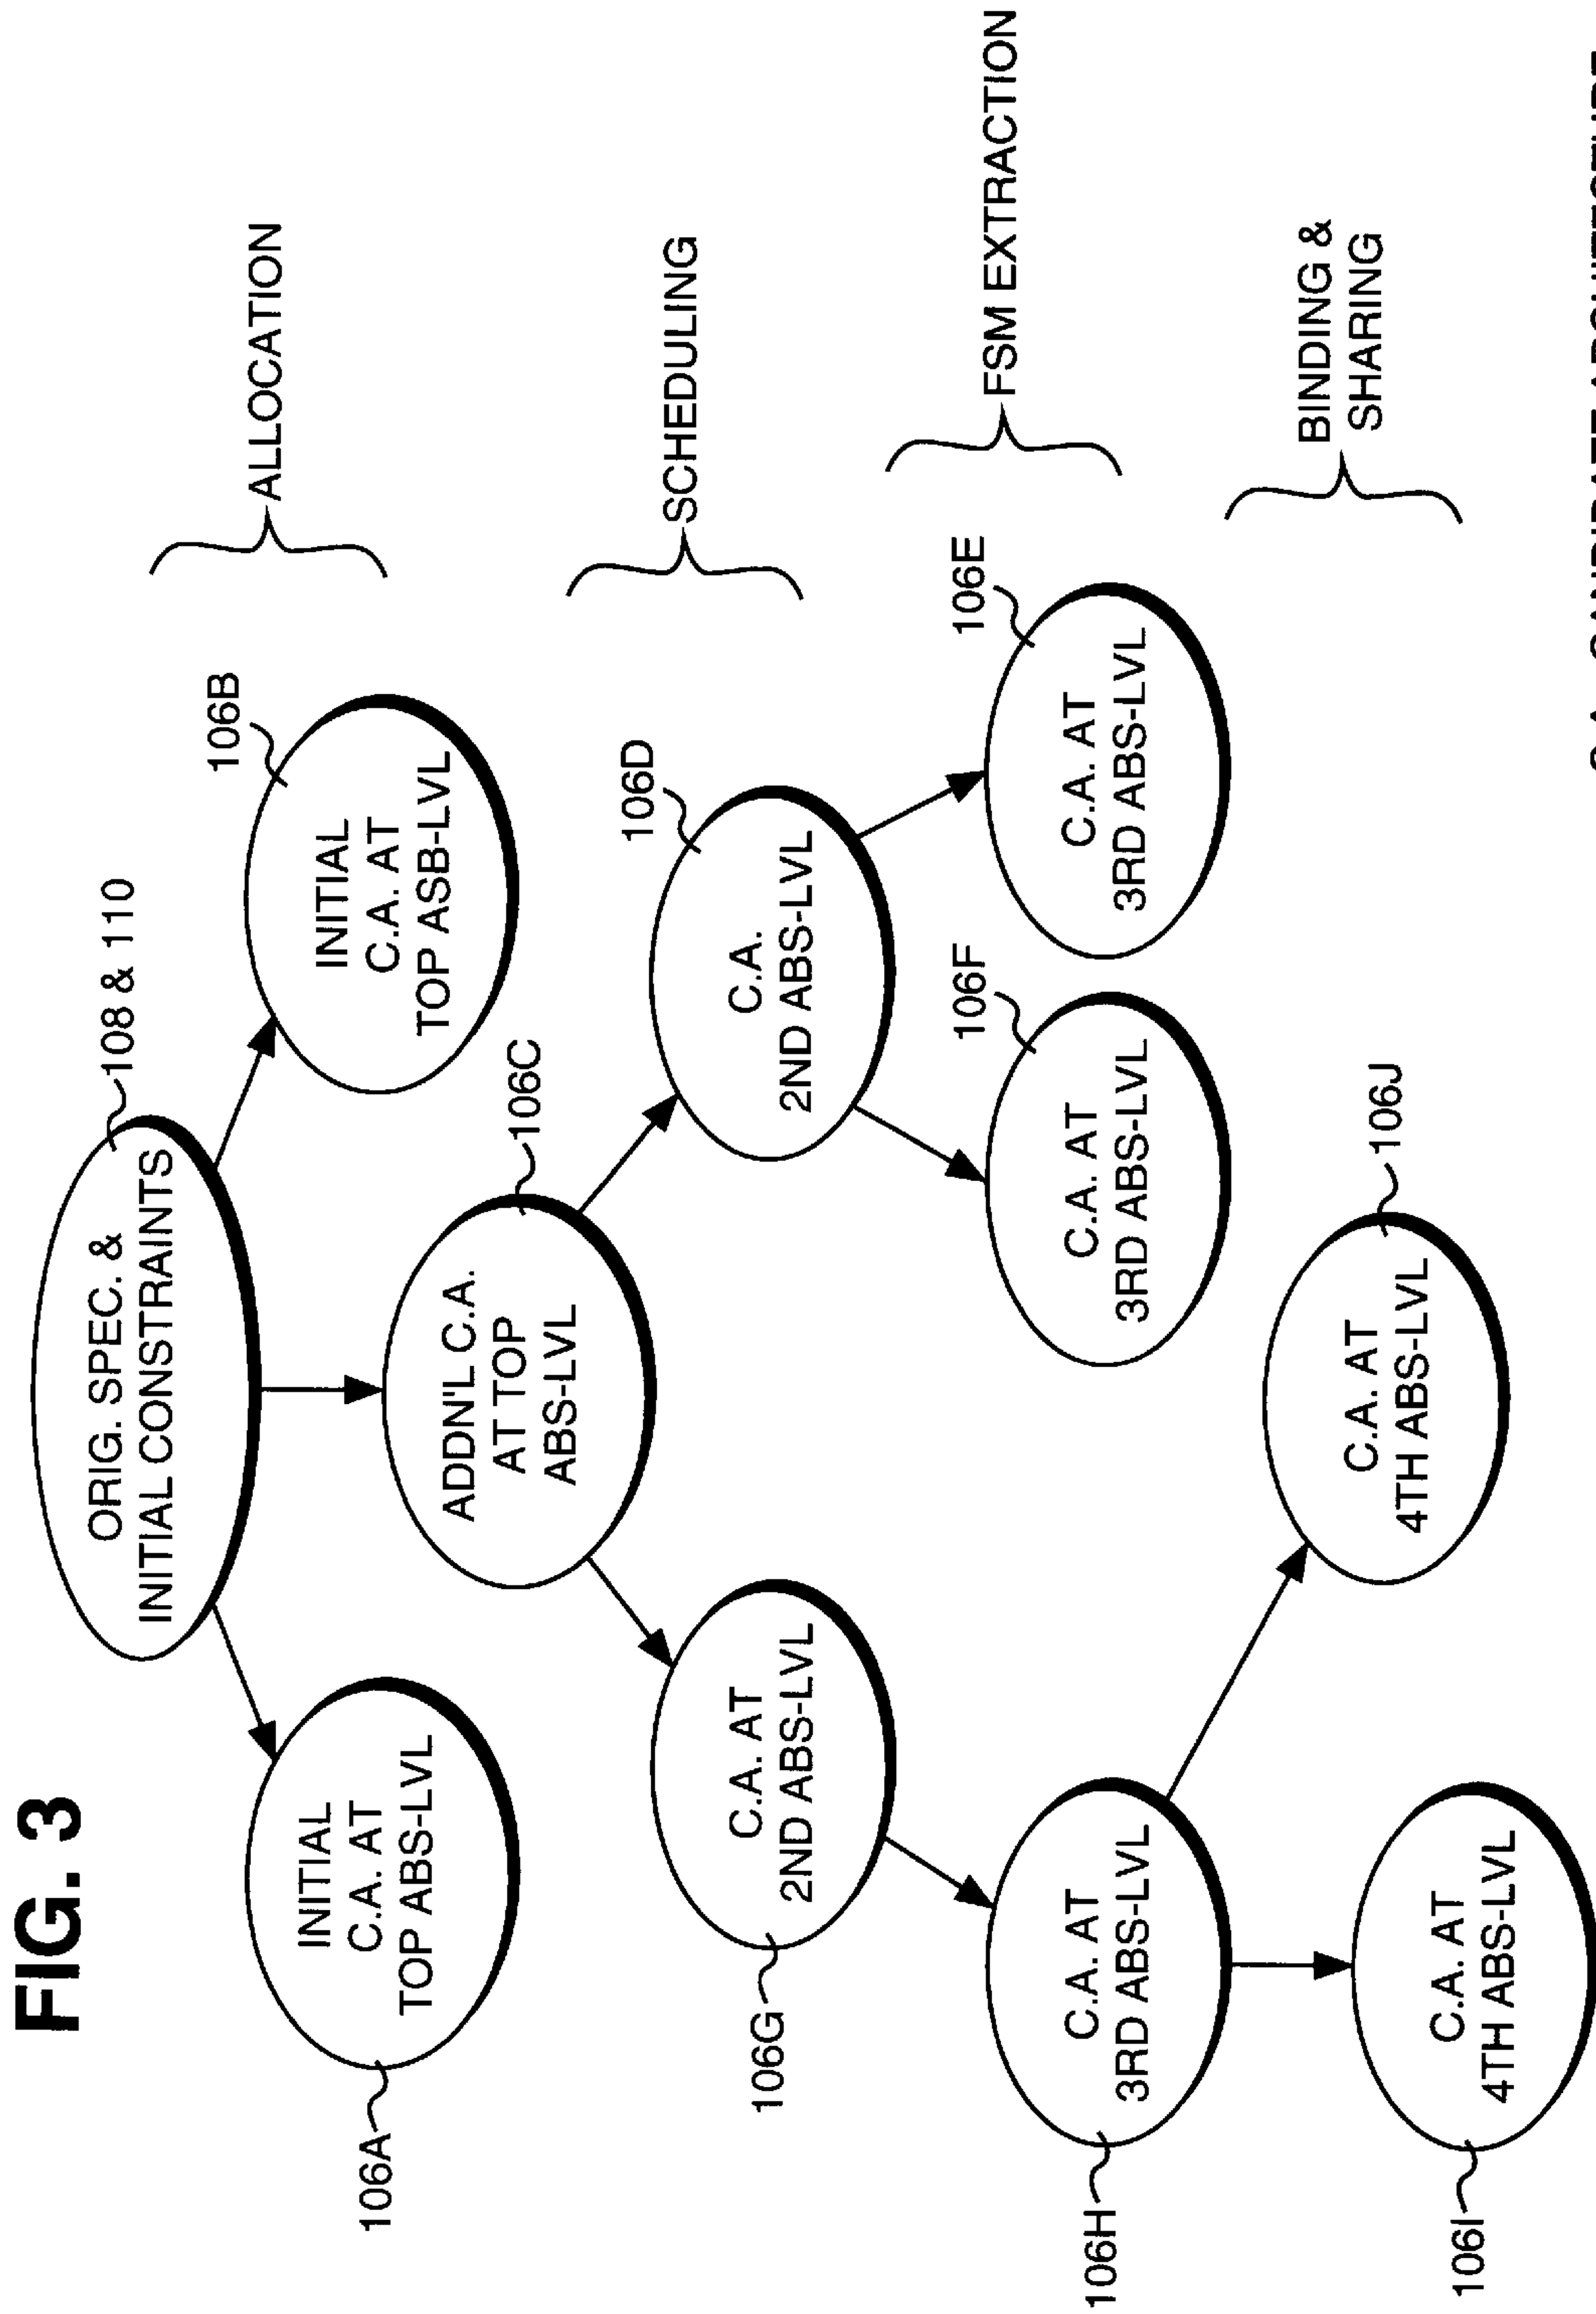 FIG. 3
ORIG. SPEC. &
INITIAL CONSTRAINTS
108 & 110
ALLOCATION
INITIAL
C.A. AT
TOP ABS-LVL
106A
ADDN'L C.A.
AT TOP
ABS-LVL
106C
INITIAL
C.A. AT
TOP ASB-LVL
106B
SCHEDULING
C.A. AT
2ND ABS-LVL
106G
C.A.
2ND ABS-LVL
106D
FSM EXTRACTION
C.A. AT
3RD ABS-LVL
106H
C.A. AT
3RD ABS-LVL
106F
C.A. AT
3RD ABS-LVL
106E
BINDING &
SHARING
C.A. AT
4TH ABS-LVL
106I
C.A. AT
4TH ABS-LVL
106J